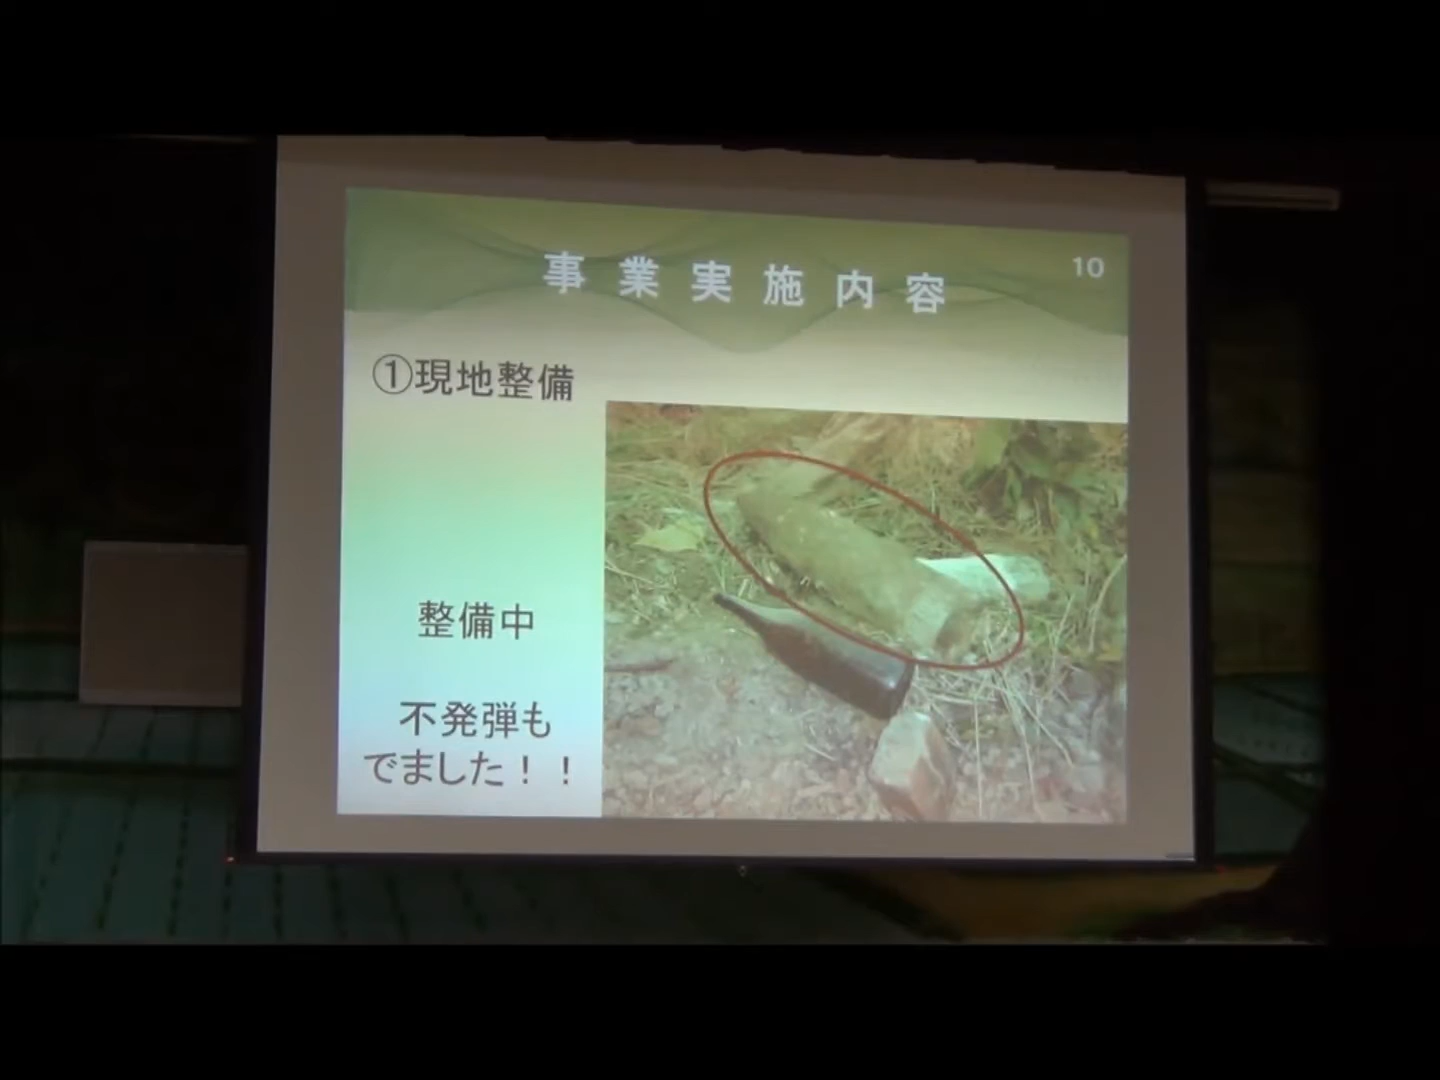 事業実施内容
10
①現地整備
整備中
不発弾も
でました！！